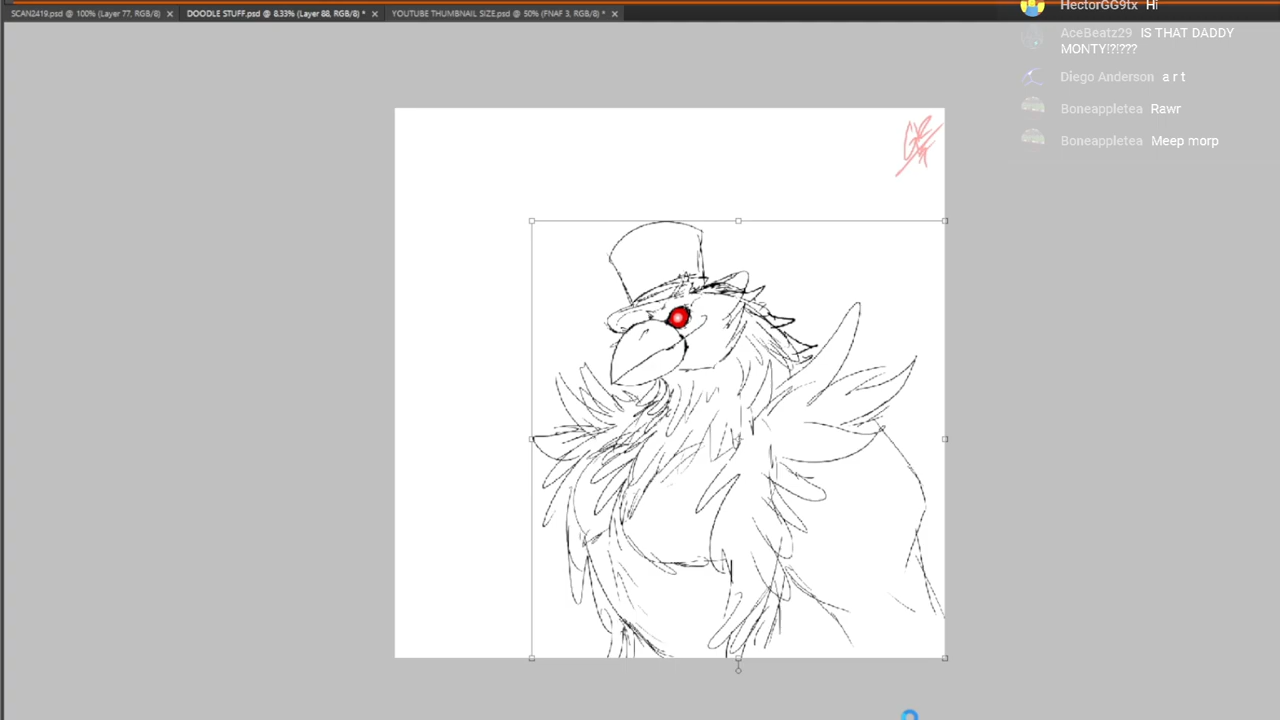 SCAN2419.psd @ 100% (Layer 77, RGB/8)
DOODLE STUFF.psd @ 8.33% (Layer 88, RGB/8) *
YOUTUBE THUMBNAIL SIZE.psd @ 50% (FNAF 3, RGB/8) *
HectorGG9tx Hi
AceBeatz29 IS THAT DADDY
MONTY!?!???
Diego Anderson a r t
Boneappletea Rawr
Boneappletea Meep morp